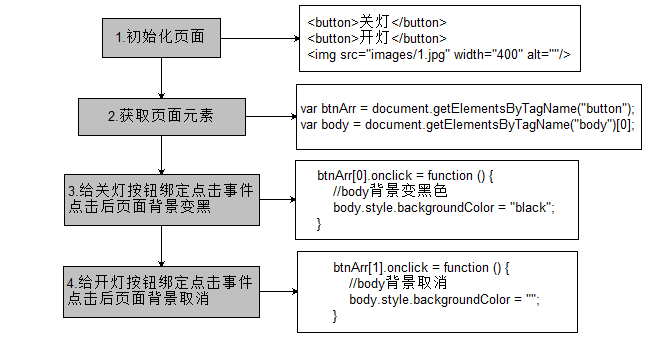 1.初始化页面
<button>关灯</button>
<button>开灯</button>
<img src="images/1.jpg" width="400" alt=""/>
2.获取页面元素
var btnArr = document.getElementsByTagName("button");
var body = document.getElementsByTagName("body")[0];
3.给关灯按钮绑定点击事件
点击后页面背景变黑
btnArr[0].onclick = function () {
//body背景变黑色
body.style.backgroundColor = "black";
}
4.给开灯按钮绑定点击事件
点击后页面背景取消
btnArr[1].onclick = function () {
//body背景取消
body.style.backgroundColor = "";
}